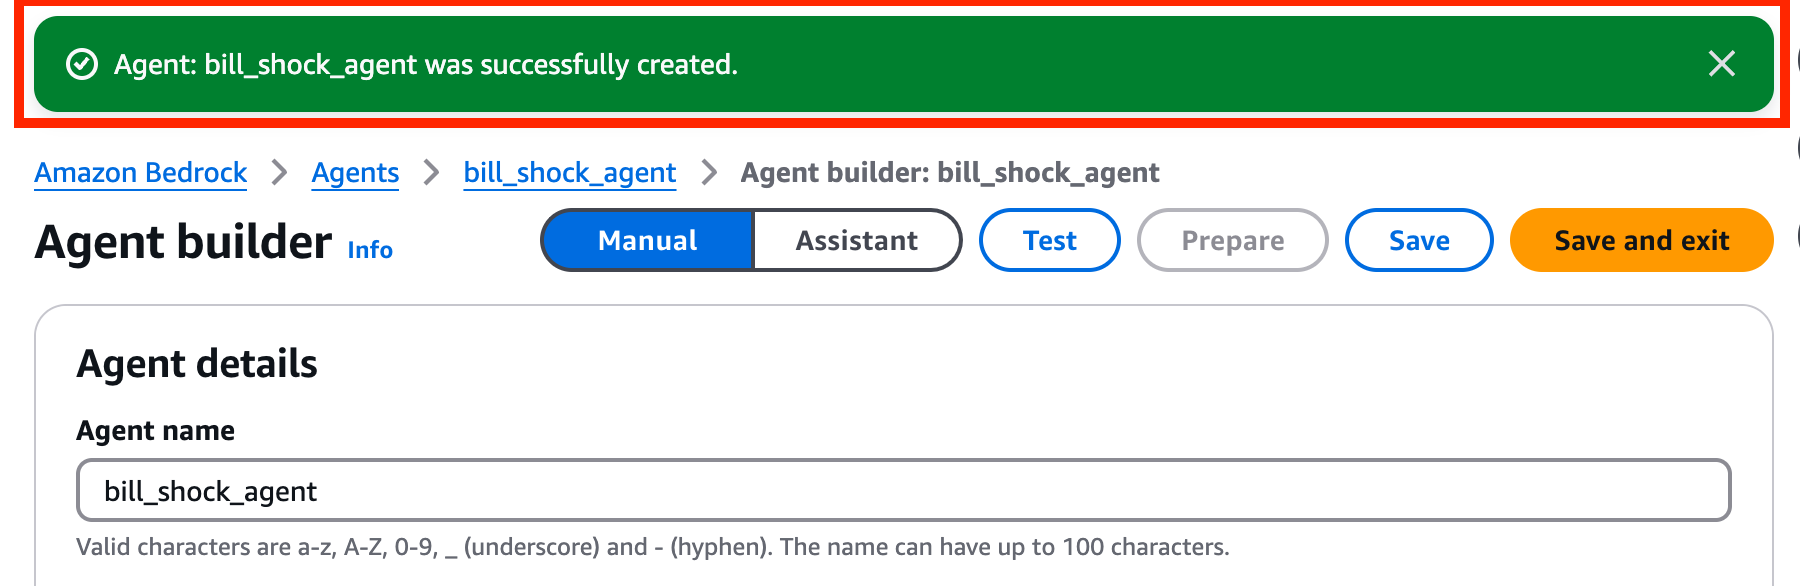 Agent: bill_shock_agent was successfully created.
Amazon Bedrock > Agents > bill_shock_agent > Agent builder: bill_shock_agent
Agent builder Info Manual Assistant Test Prepare Save Save and exit
Agent details
Agent name
bill_shock_agent
Valid characters are a-z, A-Z, 0-9, _ (underscore) and - (hyphen). The name can have up to 100 characters.